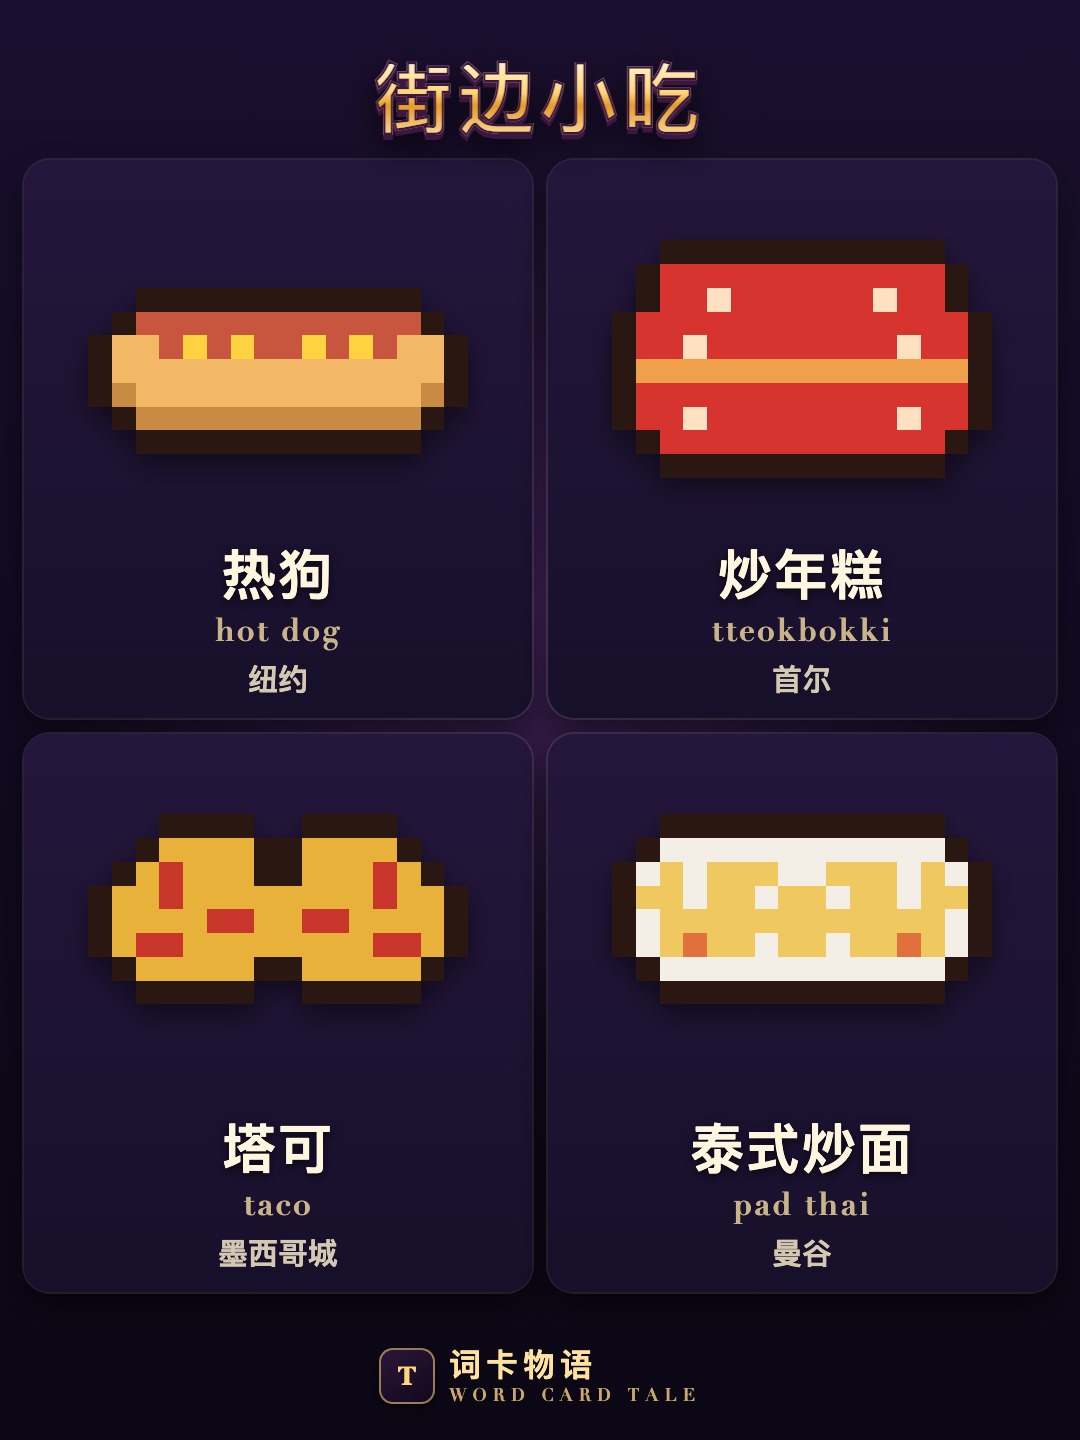 街边小吃
热狗
hot dog
纽约
炒年糕
tteokbokki
首尔
塔可
taco
墨西哥城
泰式炒面
pad thai
曼谷
T
词卡物语
WORD CARD TALE